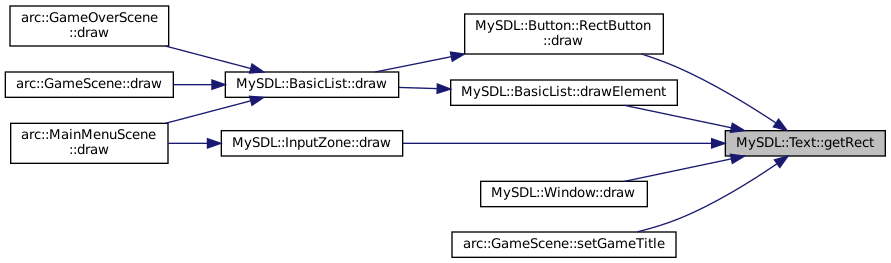 arc::GameOverScene
::draw
arc::GameScene::draw
arc::MainMenuScene
::draw
MySDL::BasicList::draw
MySDL::InputZone::draw
MySDL::Button::RectButton
::draw
MySDL::BasicList::drawElement
MySDL::Window::draw
arc::GameScene::setGameTitle
MySDL::Text::getRect